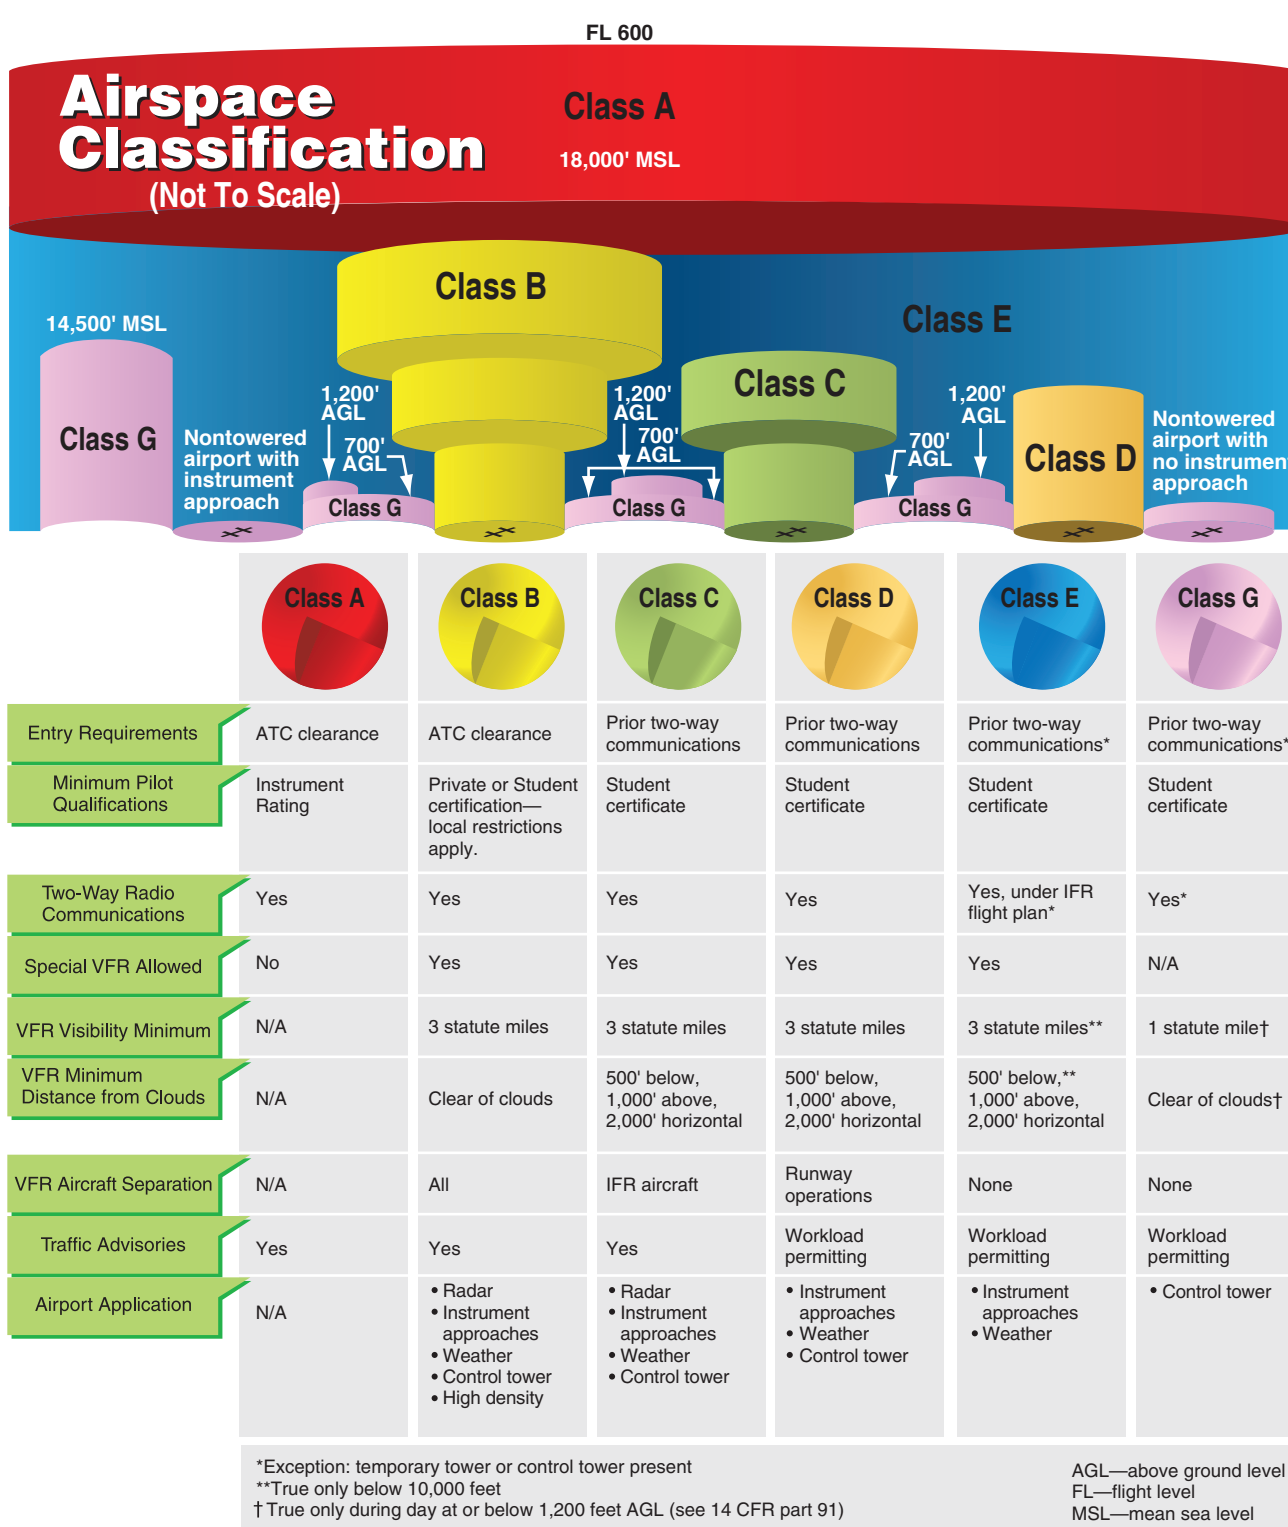 FL 600
Airspace
Classification
(Not To Scale)
Class A
18,000' MSL
Class B
Class E
14,500' MSL
Class C
1,200'
AGL
1,200'
AGL
1,200'
AGL
Class G
Nontowered
airport with
instrument
approach
700'
AGL
700'
AGL
700'
AGL
Class D
Nontowered
airport with
no instrument
approach
Class G
Class G
Class G
Class A
Class B
Class C
Class D
Class E
Class G
Entry Requirements
ATC clearance
ATC clearance
Prior two-way
communications
Prior two-way
communications
Prior two-way
communications*
Prior two-way
communications*
Minimum Pilot
Qualifications
Instrument
Rating
Private or Student
certification—
local restrictions
apply.
Student
certificate
Student
certificate
Student
certificate
Student
certificate
Two-Way Radio
Communications
Yes
Yes
Yes
Yes
Yes, under IFR
flight plan*
Yes*
Special VFR Allowed
No
Yes
Yes
Yes
Yes
N/A
VFR Visibility Minimum
N/A
3 statute miles
3 statute miles
3 statute miles
3 statute miles**
1 statute mile†
VFR Minimum
Distance from Clouds
N/A
Clear of clouds
500' below,
1,000' above,
2,000' horizontal
500' below,
1,000' above,
2,000' horizontal
500' below,**
1,000' above,
2,000' horizontal
Clear of clouds†
VFR Aircraft Separation
N/A
All
IFR aircraft
Runway
operations
None
None
Traffic Advisories
Yes
Yes
Yes
Workload
permitting
Workload
permitting
Workload
permitting
Airport Application
N/A
• Radar
• Instrument
approaches
• Weather
• Control tower
• High density
• Radar
• Instrument
approaches
• Weather
• Control tower
• Instrument
approaches
• Weather
• Control tower
• Instrument
approaches
• Weather
• Control tower
*Exception: temporary tower or control tower present
**True only below 10,000 feet
† True only during day at or below 1,200 feet AGL (see 14 CFR part 91)
AGL—above ground level
FL—flight level
MSL—mean sea level